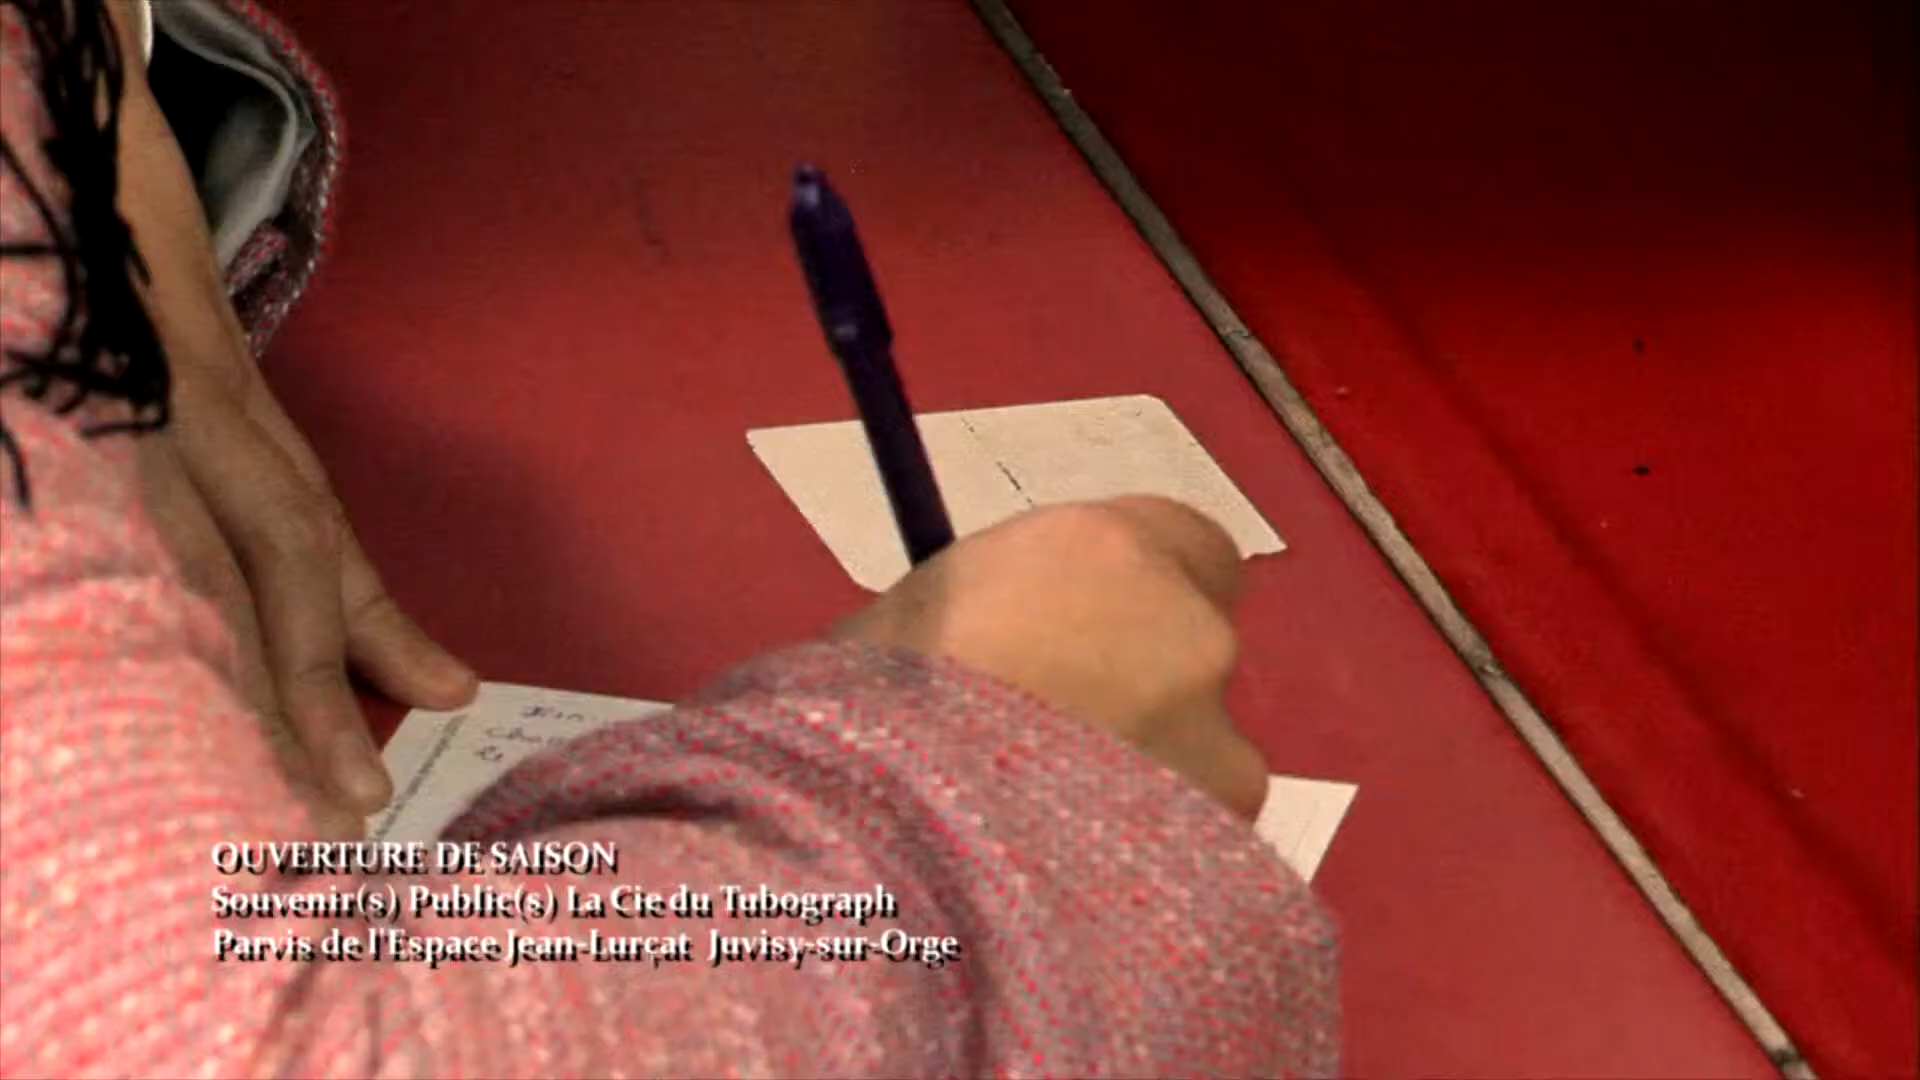 OUVERTURE DE SAISON
Souvenir(s) Public(s) La Cie du Tubograph
Parvis de l'Espace Jean-Lurçat Juvisy-sur-Orge